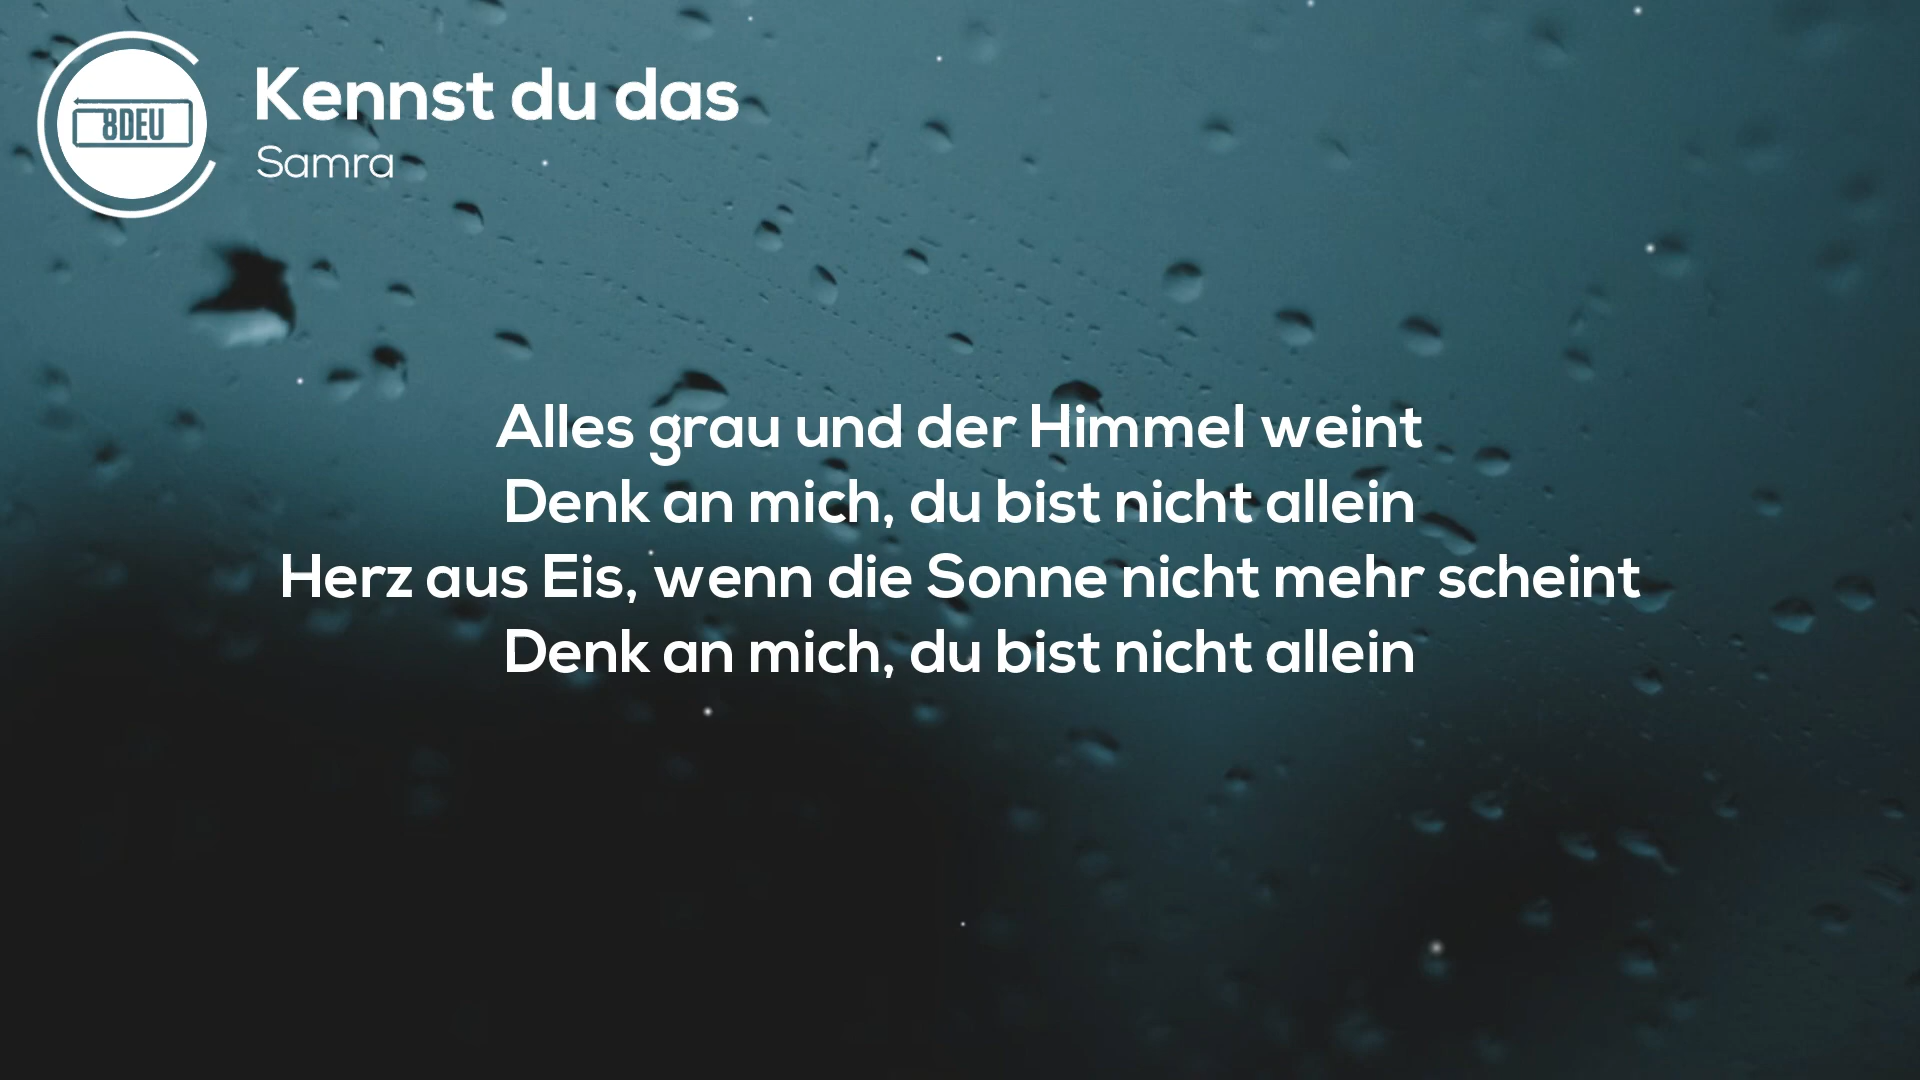 8DEU
Kennst du das
Samra
Alles grau und der Himmel weint
Denk an mich, du bist nicht allein
Herz aus Eis, wenn die Sonne nicht mehr scheint
Denk an mich, du bist nicht allein